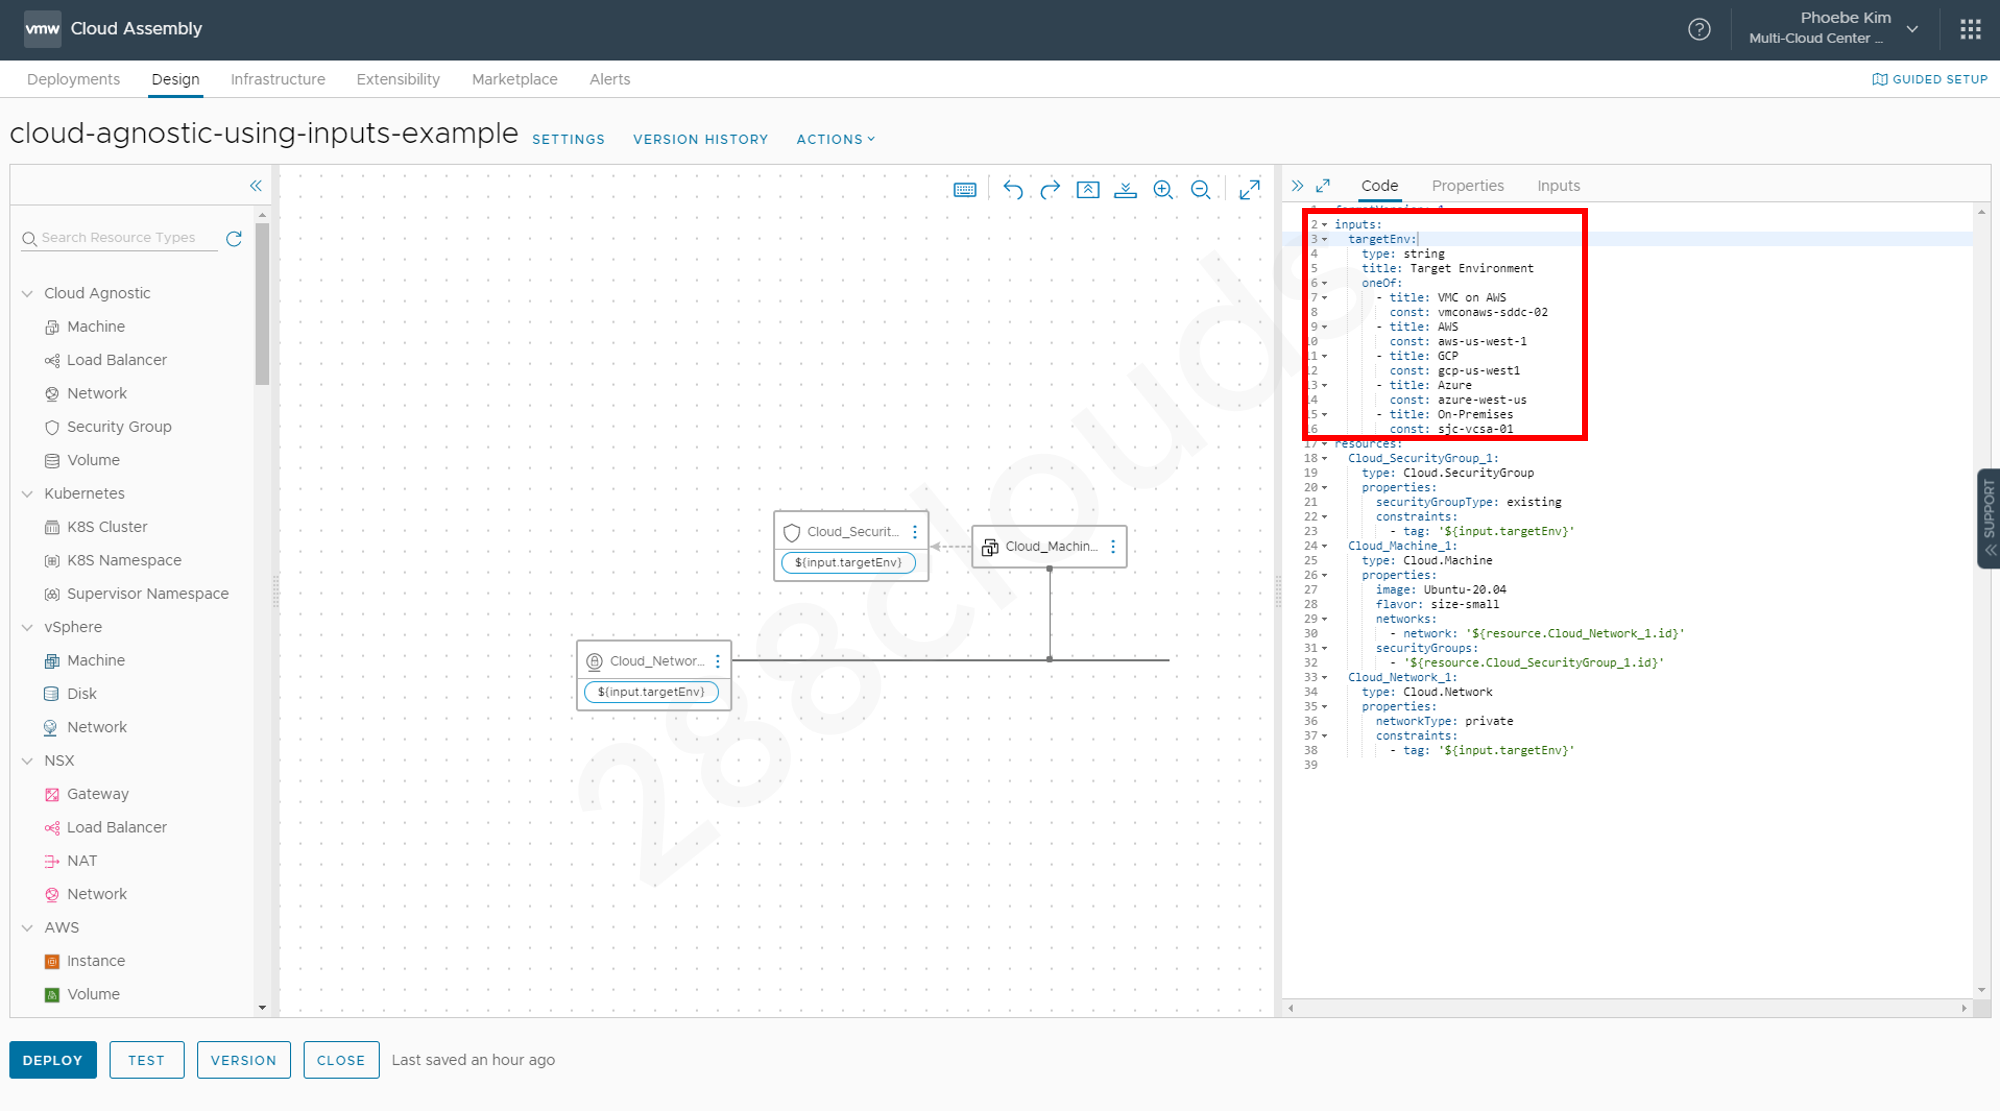 vmw Cloud Assembly
Phoebe Kim
Multi-Cloud Center ...
Deployments Design Infrastructure Extensibility Marketplace Alerts
GUIDED SETUP
cloud-agnostic-using-inputs-example SETTINGS VERSION HISTORY ACTIONS
Search Resource Types
Cloud Agnostic
Machine
Load Balancer
Network
Security Group
Volume
Kubernetes
K8S Cluster
K8S Namespace
Supervisor Namespace
vSphere
Machine
Disk
Network
NSX
Gateway
Load Balancer
NAT
Network
AWS
Instance
Volume
Cloud_Securit...
${input.targetEnv}
Cloud_Machin...
Cloud_Networ...
${input.targetEnv}
288clouds
Code Properties Inputs
2 inputs:
3 targetEnv:
4 type: string
5 title: Target Environment
6 oneOf:
7 - title: VMC on AWS
8 const: vmconaws-sddc-02
9 - title: AWS
10 const: aws-us-west-1
11 - title: GCP
12 const: gcp-us-west1
13 - title: Azure
14 const: azure-west-us
15 - title: On-Premises
16 const: sjc-vcsa-01
17 resources:
18 Cloud_SecurityGroup_1:
19 type: Cloud.SecurityGroup
20 properties:
21 securityGroupType: existing
22 constraints:
23 - tag: '${input.targetEnv}'
24 Cloud_Machine_1:
25 type: Cloud.Machine
26 properties:
27 image: Ubuntu-20.04
28 flavor: size-small
29 networks:
30 - network: '${resource.Cloud_Network_1.id}'
31 securityGroups:
32 - '${resource.Cloud_SecurityGroup_1.id}'
33 Cloud_Network_1:
34 type: Cloud.Network
35 properties:
36 networkType: private
37 constraints:
38 - tag: '${input.targetEnv}'
39
SUPPORT
DEPLOY TEST VERSION CLOSE Last saved an hour ago